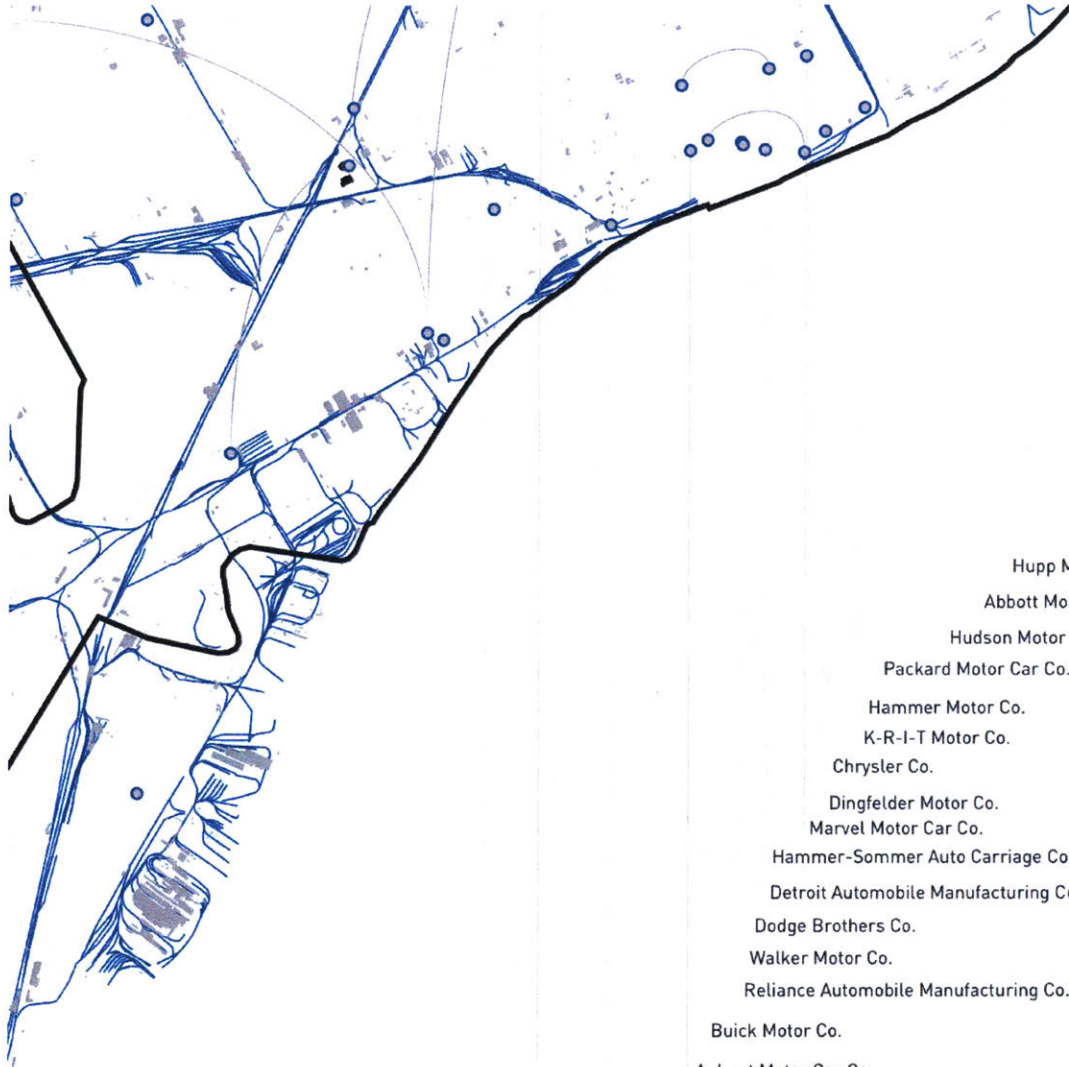 Hupp M
Abbott Mo
Hudson Motor
Packard Motor Car Co.
Hammer Motor Co.
K-R-I-T Motor Co.
Chrysler Co.
Dingfelder Motor Co.
Marvel Motor Car Co.
Hammer-Sommer Auto Carriage Co
Detroit Automobile Manufacturing Co
Dodge Brothers Co.
Walker Motor Co.
Reliance Automobile Manufacturing Co.
Buick Motor Co.